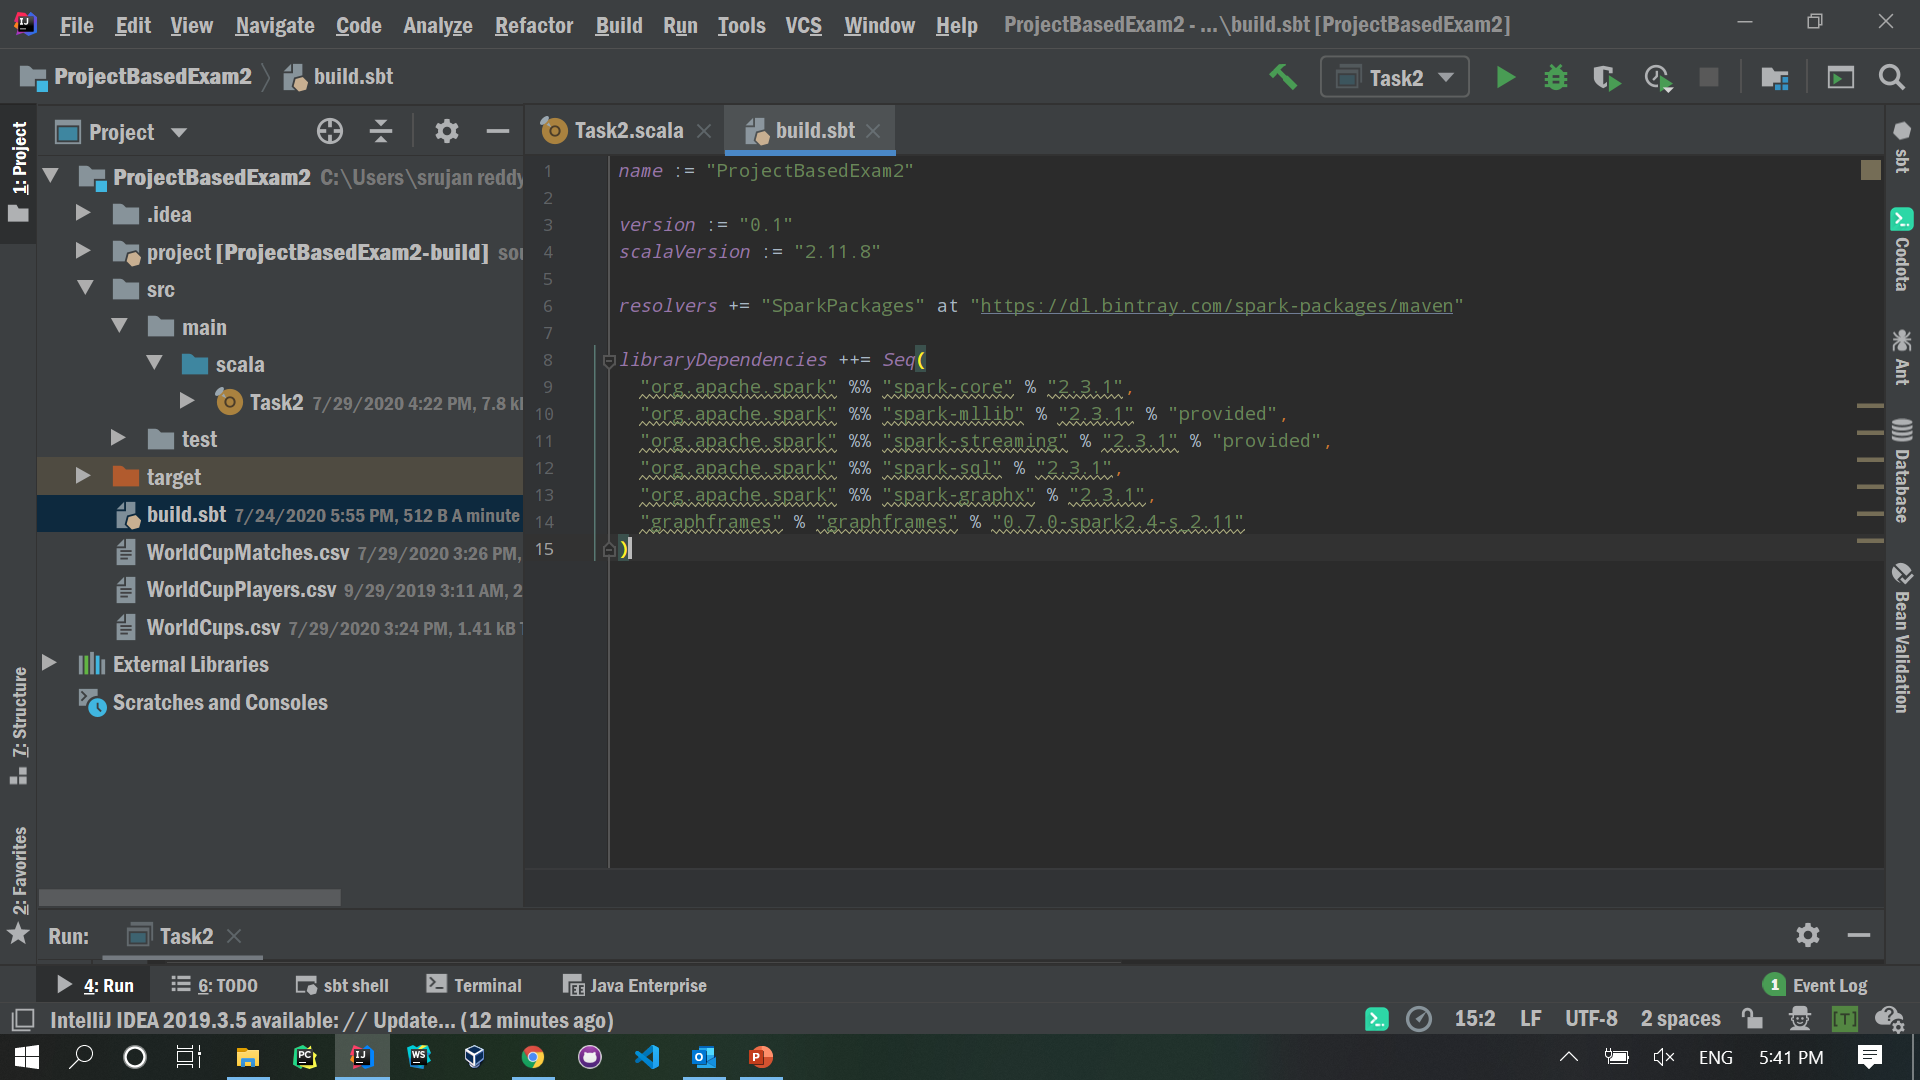 File Edit View Navigate Code Analyze Refactor Build Run Tools VCS Window Help ProjectBasedExam2 - ...\build.sbt [ProjectBasedExam2]
ProjectBasedExam2 build.sbt Task2
Project
Task2.scala build.sbt
1: Project
7: Structure
2: Favorites
ProjectBasedExam2 C:\Users\srujan reddy
.idea
project [ProjectBasedExam2-build] sou
src
main
scala
Task2 7/29/2020 4:22 PM, 7.8 k
test
target
build.sbt 7/24/2020 5:55 PM, 512 B A minute
WorldCupMatches.csv 7/29/2020 3:26 PM,
WorldCupPlayers.csv 9/29/2019 3:11 AM, 2
WorldCups.csv 7/29/2020 3:24 PM, 1.41 kB
External Libraries
Scratches and Consoles
1 name := "ProjectBasedExam2"
2
3 version := "0.1"
4 scalaVersion := "2.11.8"
5
6 resolvers += "SparkPackages" at "https://dl.bintray.com/spark-packages/maven"
7
8 libraryDependencies ++= Seq(
9 "org.apache.spark" %% "spark-core" % "2.3.1",
10 "org.apache.spark" %% "spark-mllib" % "2.3.1" % "provided",
11 "org.apache.spark" %% "spark-streaming" % "2.3.1" % "provided",
12 "org.apache.spark" %% "spark-sql" % "2.3.1",
13 "org.apache.spark" %% "spark-graphx" % "2.3.1",
14 "graphframes" % "graphframes" % "0.7.0-spark2.4-s_2.11"
15 )
sbt
Codota
Ant
Database
Bean Validation
Run: Task2
4: Run 6: TODO sbt shell Terminal Java Enterprise 1 Event Log
IntelliJ IDEA 2019.3.5 available: // Update... (12 minutes ago) 15:2 LF UTF-8 2 spaces [T]
ENG 5:41 PM